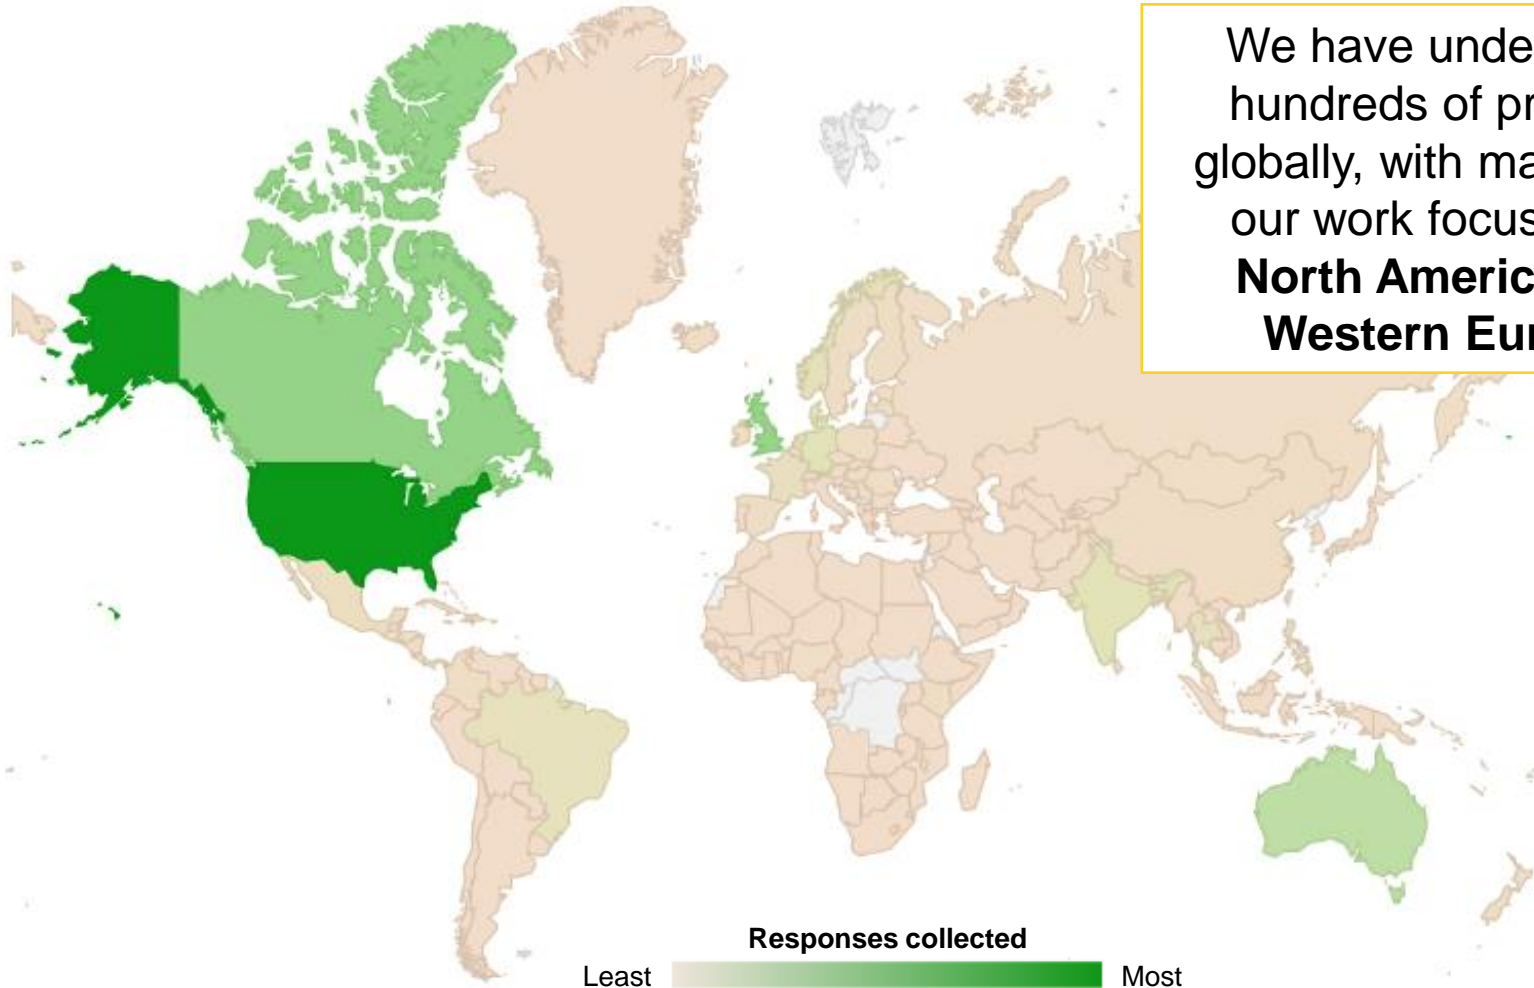 We have unde
hundreds of pr
globally, with ma
our work focus
North Americ
Western Eur
Responses collected
Least
Most